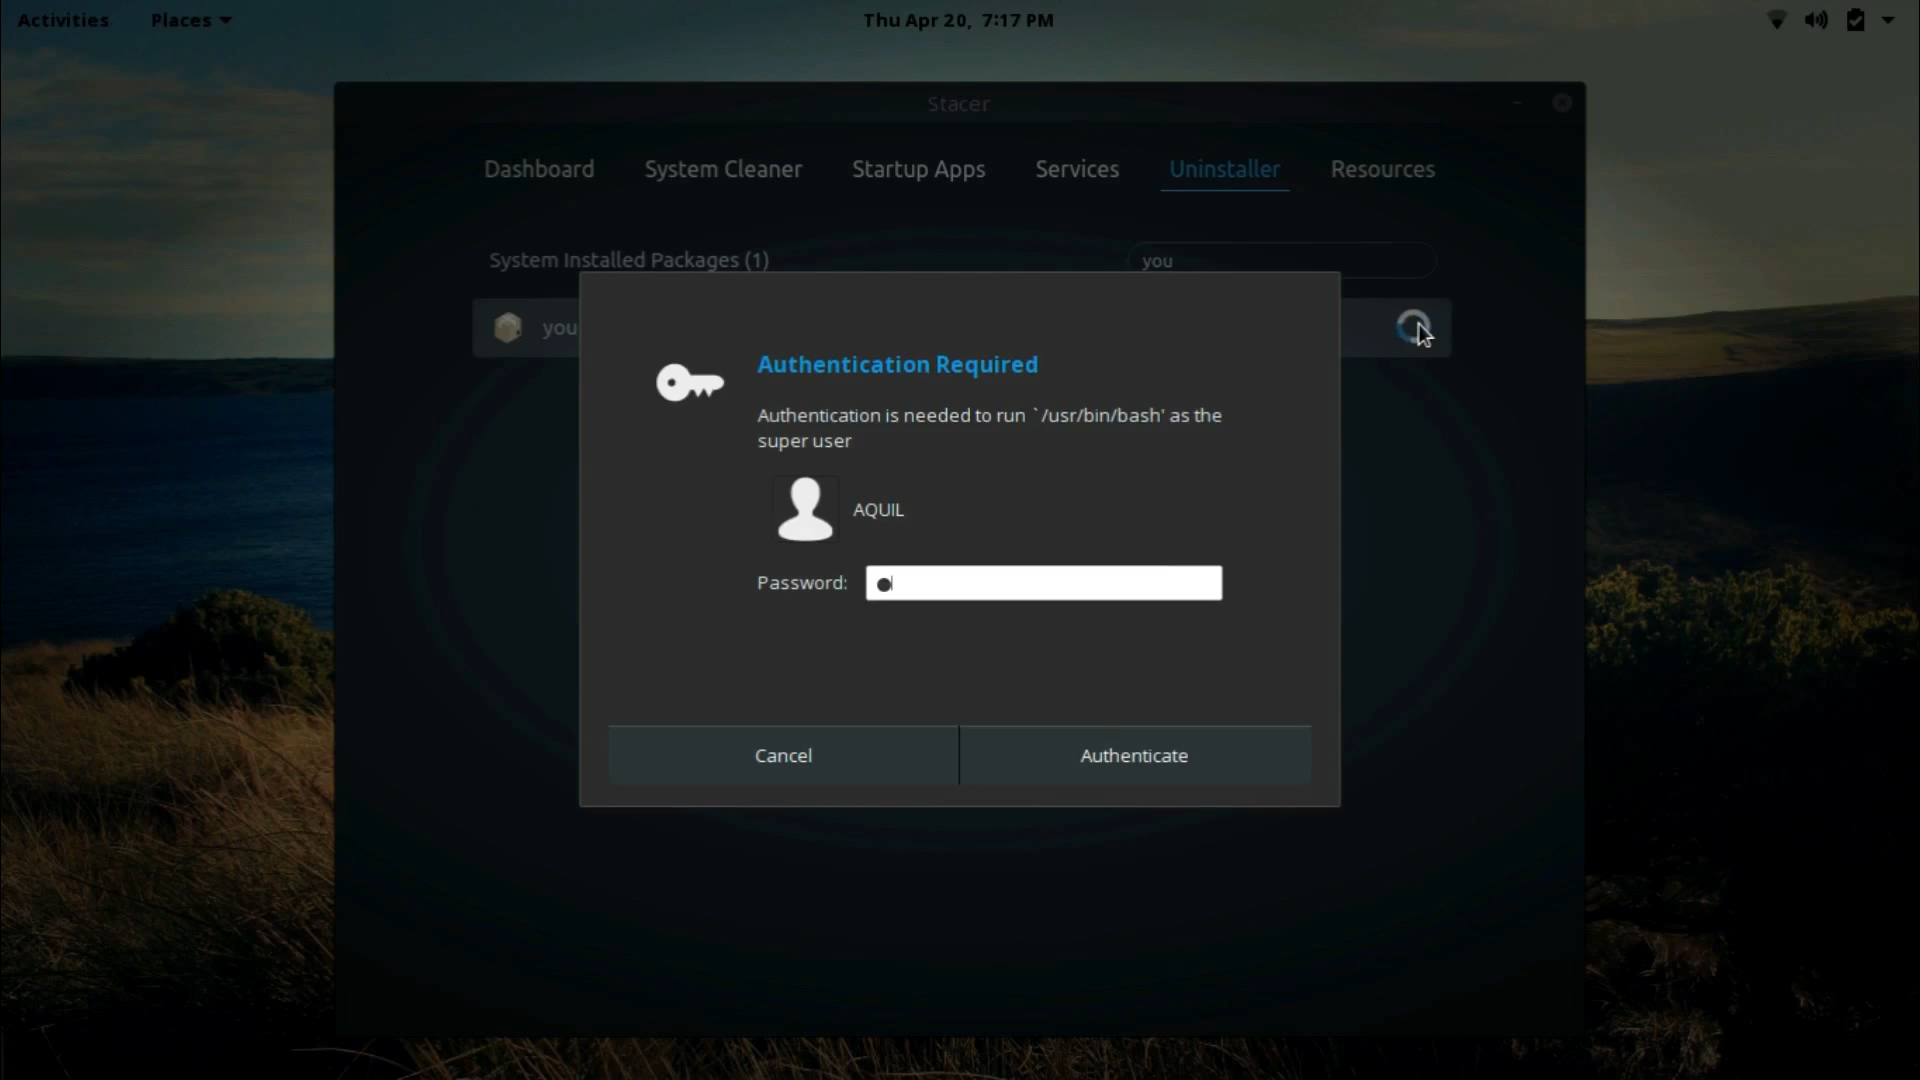 Activities Places Thu Apr 20, 7:17 PM
Stacer
Dashboard System Cleaner Startup Apps Services Uninstaller Resources
System Installed Packages (1) you
you
Authentication Required
Authentication is needed to run `/usr/bin/bash' as the
super user
AQUIL
Password:
Cancel Authenticate